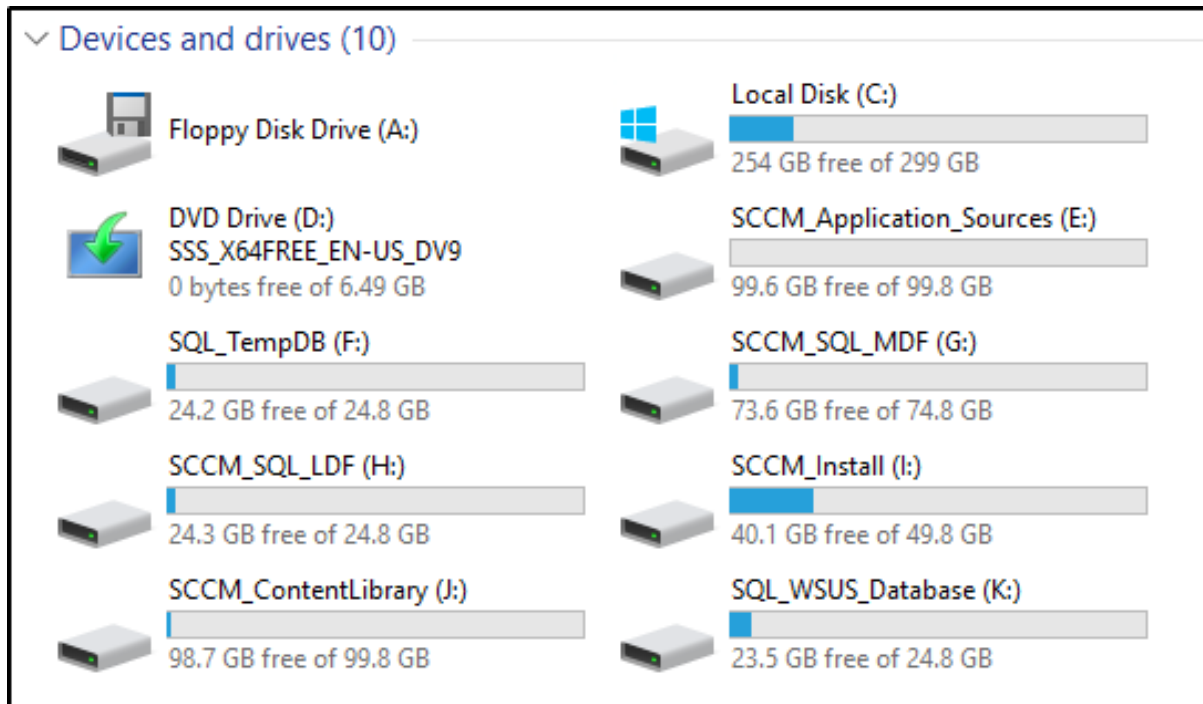 Devices and drives (10)
Floppy Disk Drive (A:)
Local Disk (C:)
254 GB free of 299 GB
DVD Drive (D:)
SSS_X64FREE_EN-US_DV9
0 bytes free of 6.49 GB
SCCM_Application_Sources (E:)
99.6 GB free of 99.8 GB
SQL_TempDB (F:)
24.2 GB free of 24.8 GB
SCCM_SQL_MDF (G:)
73.6 GB free of 74.8 GB
SCCM_SQL_LDF (H:)
24.3 GB free of 24.8 GB
SCCM_Install (I:)
40.1 GB free of 49.8 GB
SCCM_ContentLibrary (J:)
98.7 GB free of 99.8 GB
SQL_WSUS_Database (K:)
23.5 GB free of 24.8 GB